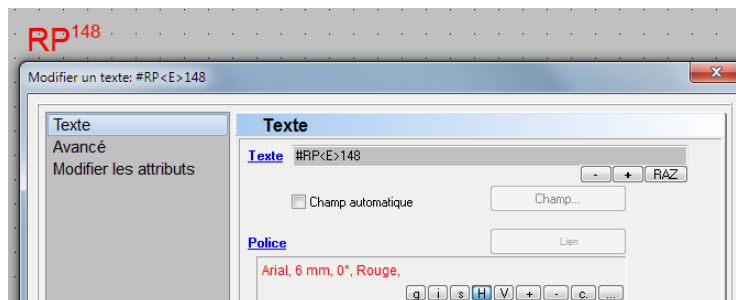 RP148
Modifier un texte: #RP<E>148
x
Texte
Avancé
Modifier les attributs
Texte
Texte #RP<E>148
- + RAZ
Champ automatique Champ...
Police Lien
Arial, 6 mm, 0°, Rouge,
g i s H V + - c. ...